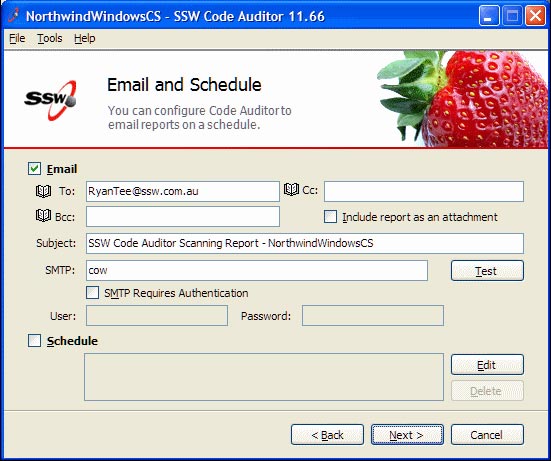 NorthwindWindowsCS - SSW Code Auditor 11.66
File Tools Help
SSW
Email and Schedule
You can configure Code Auditor to
email reports on a schedule.
Email
To: RyanTee@ssw.com.au Cc:
Bcc: Include report as an attachment
Subject: SSW Code Auditor Scanning Report - NorthwindWindowsCS
SMTP: cow Test
SMTP Requires Authentication
User: Password:
Schedule
Edit
Delete
< Back Next > Cancel